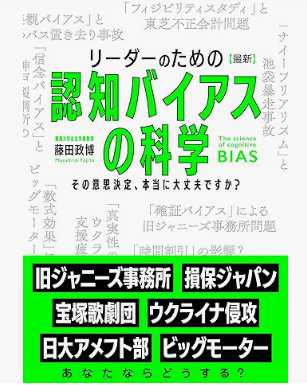 「フィジビリティスタディ」と
東芝不正会計問題
観バイアス」と
バス置き去り事故
「ナイーブリアリズム」と
池袋暴走事故
リーダーのための【最新】
認知バイアス
の科学
The science of cognitive
BIAS
関西大学社会学部教授
藤田政博
Masahiro Fujita
その意思決定、本当に大丈夫ですか?
「信念バイアス」と
「数式効果」に
ビッグモーター
「真実性の
ウクラ
支援疲
「確証バイアス」による
旧ジャニーズ事務所問題
「時間割引」の影響?
旧ジャニーズ事務所 損保ジャパン
宝塚歌劇団 ウクライナ侵攻
日大アメフト部 ビッグモーター
あなたならどうする?